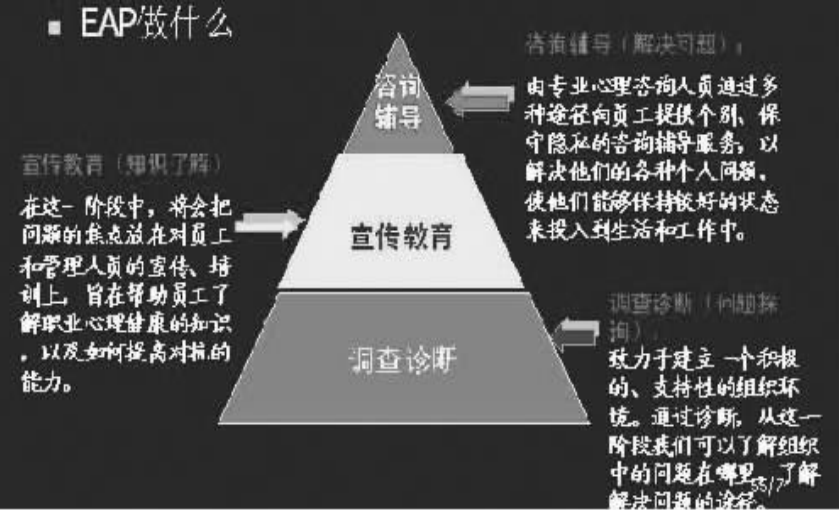 ▪ EAP做什么
咨询辅导（解决问题）：
由专业心理咨询人员通过多
种途径向员工提供个别、保
守隐私的咨询辅导服务，以
解决他们的各种个人问题，
使他们能够保持较好的状态
来投入到生活和工作中。
咨询
辅导
宣传教育（知识了解）
在这一阶段中，将会把
问题的焦点放在对员工
和管理人员的宣传、培
训上，旨在帮助员工了
解职业心理健康的知识
，以及如何提高对抗的
能力。
宣传教育
调查诊断
调查诊断（问题探
询）
致力于建立一个积极
的、支持性的组织环
境。通过诊断，从这一
阶段我们可以了解组织
中的问题在哪里，了解
解决问题的途径。